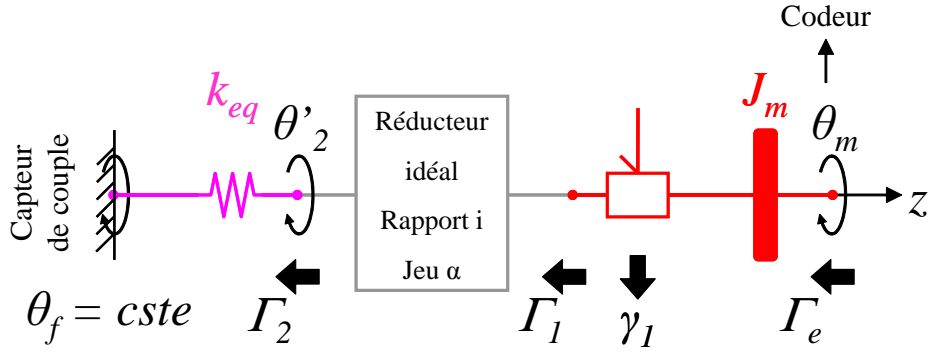 Codeur
k_eq
θ'_2
J_m
θ_m
Capteur
de couple
Réducteur
idéal
Rapport i
Jeu α
z
θ_f = cste
Γ_2
Γ_1
γ_1
Γ_e